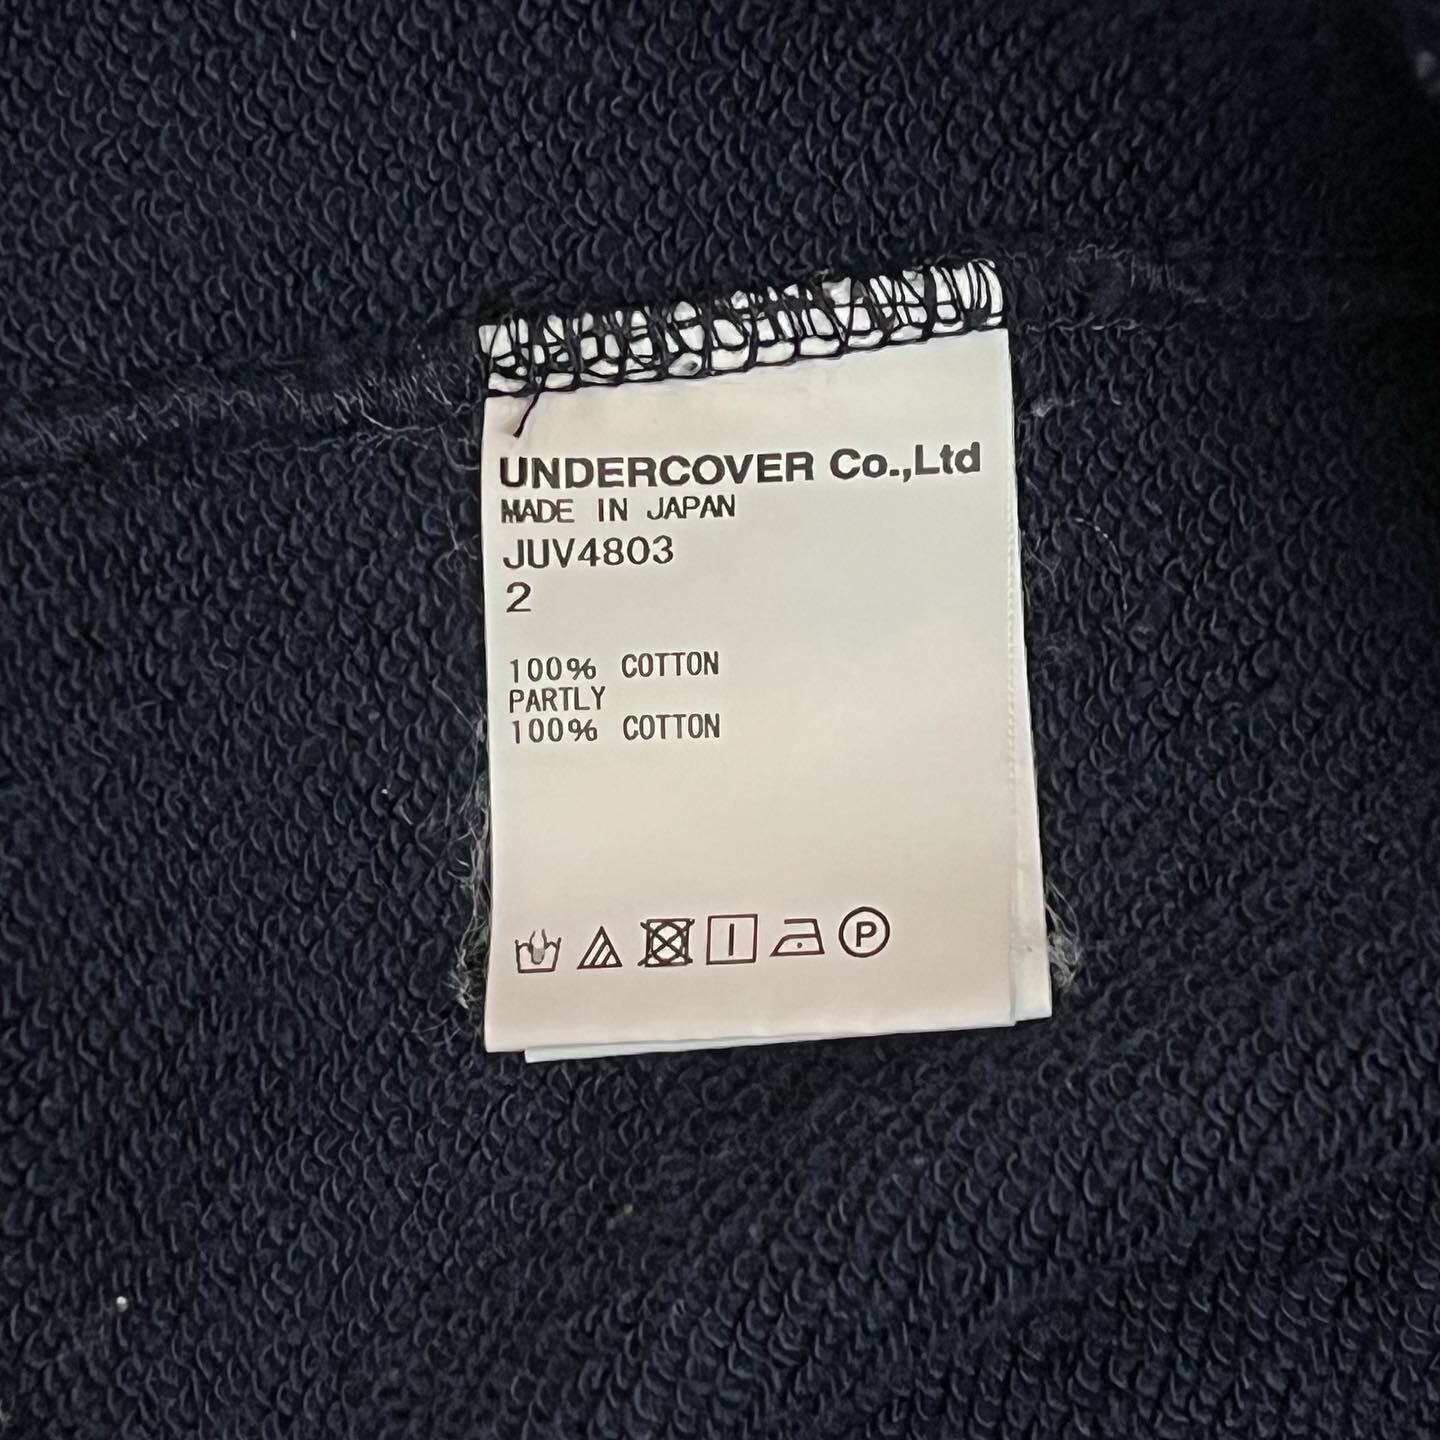 UNDERCOVER Co.,Ltd
MADE IN JAPAN
JUV4803
2
100% COTTON
PARTLY
100% COTTON
P